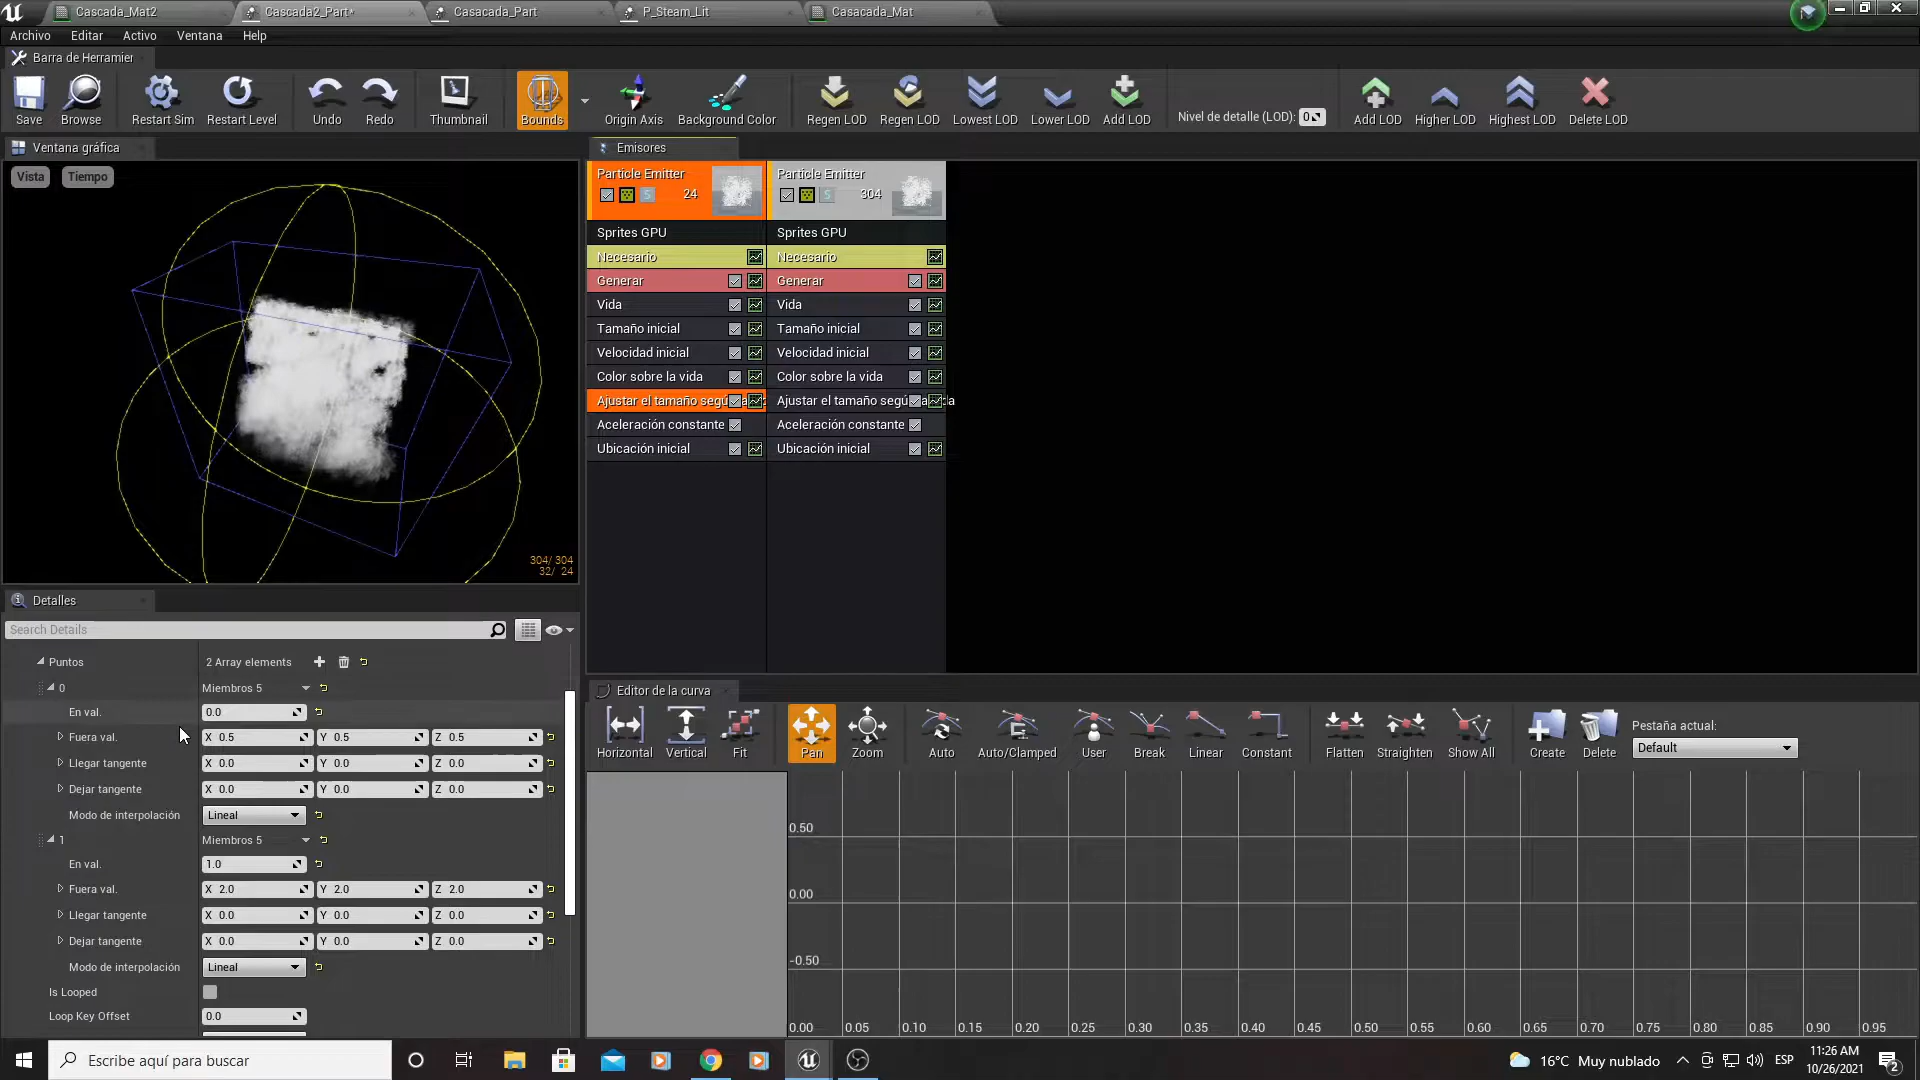 Cascada_Mat2
Cascada2_Part*
Casacada_Part
P_Steam_Lit
Casacada_Mat
Archivo
Editar
Activo
Ventana
Help
Barra de Herramier
Save
Browse
Restart Sim
Restart Level
Undo
Redo
Thumbnail
Bounds
Origin Axis
Background Color
Regen LOD
Regen LOD
Lowest LOD
Lower LOD
Add LOD
Nivel de detalle (LOD):
0
Add LOD
Higher LOD
Highest LOD
Delete LOD
Ventana gráfica
Vista
Tiempo
304/ 304
32/ 24
Emisores
Particle Emitter
24
Particle Emitter
304
Sprites GPU
Sprites GPU
Necesario
Necesario
Generar
Generar
Vida
Vida
Tamaño inicial
Tamaño inicial
Velocidad inicial
Velocidad inicial
Color sobre la vida
Color sobre la vida
Ajustar el tamaño segú
Ajustar el tamaño segú
Aceleración constante
Aceleración constante
Ubicación inicial
Ubicación inicial
Detalles
Search Details
Puntos
2 Array elements
0
Miembros 5
En val.
0.0
Fuera val.
X 0.5
Y 0.5
Z 0.5
Llegar tangente
X 0.0
Y 0.0
Z 0.0
Dejar tangente
X 0.0
Y 0.0
Z 0.0
Modo de interpolación
Lineal
1
Miembros 5
En val.
1.0
Fuera val.
X 2.0
Y 2.0
Z 2.0
Llegar tangente
X 0.0
Y 0.0
Z 0.0
Dejar tangente
X 0.0
Y 0.0
Z 0.0
Modo de interpolación
Lineal
Is Looped
Loop Key Offset
0.0
Editor de la curva
Horizontal
Vertical
Fit
Pan
Zoom
Auto
Auto/Clamped
User
Break
Linear
Constant
Flatten
Straighten
Show All
Create
Delete
Pestaña actual:
Default
0.50
0.00
-0.50
0.00
0.05
0.10
0.15
0.20
0.25
0.30
0.35
0.40
0.45
0.50
0.55
0.60
0.65
0.70
0.75
0.80
0.85
0.90
0.95
Escribe aquí para buscar
16°C
Muy nublado
ESP
11:26 AM
10/26/2021
2